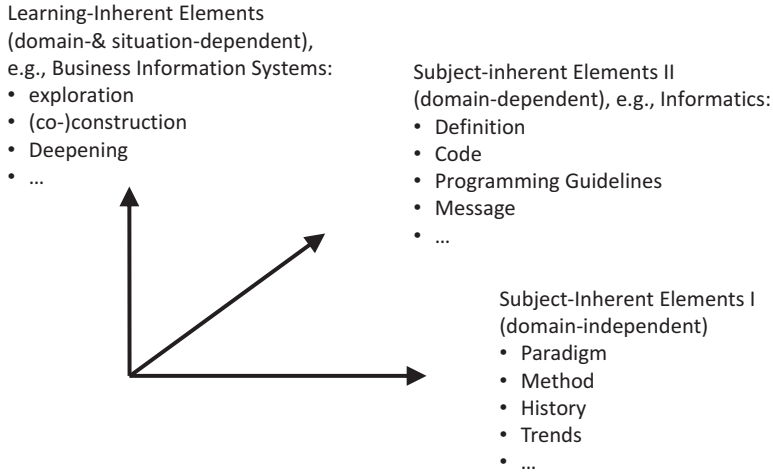 Learning-Inherent Elements
(domain-& situation-dependent),
e.g., Business Information Systems:
• exploration
• (co-)construction
• Deepening
• ...
Subject-inherent Elements II
(domain-dependent), e.g., Informatics:
• Definition
• Code
• Programming Guidelines
• Message
• ...
Subject-Inherent Elements I
(domain-independent)
• Paradigm
• Method
• History
• Trends
• ...